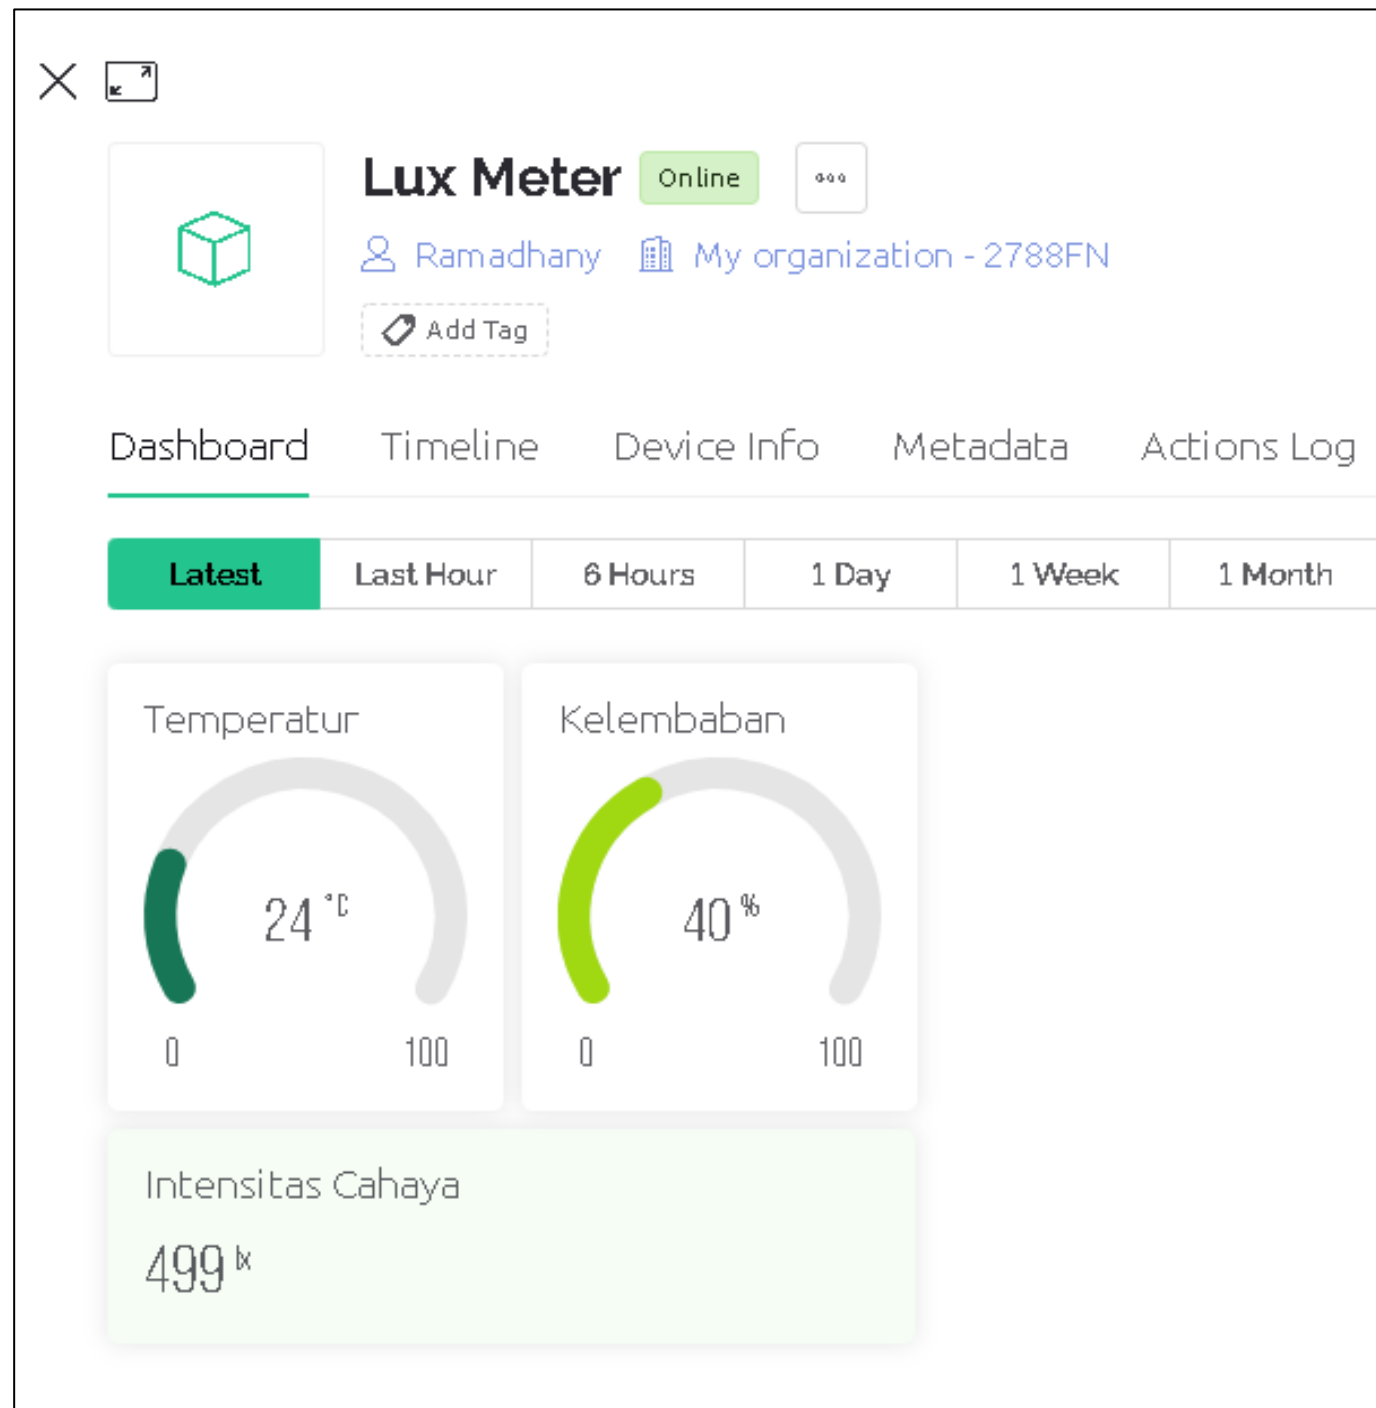 Lux Meter Online
Ramadhany My organization - 2788FN
Add Tag
Dashboard Timeline Device Info Metadata Actions Log
Latest Last Hour 6 Hours 1 Day 1 Week 1 Month
Temperatur
24 °C
0 100
Kelembaban
40 %
0 100
Intensitas Cahaya
499 lx